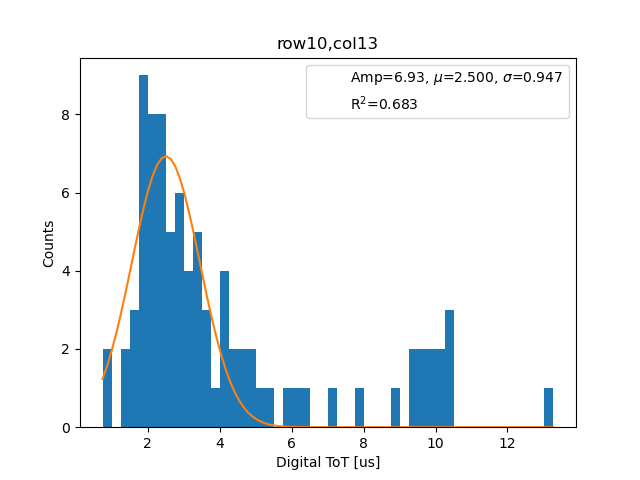 row10,col13
Amp=6.93, μ=2.500, σ=0.947
R²=0.683
Counts
8
6
4
2
0
2 4 6 8 10 12
Digital ToT [us]